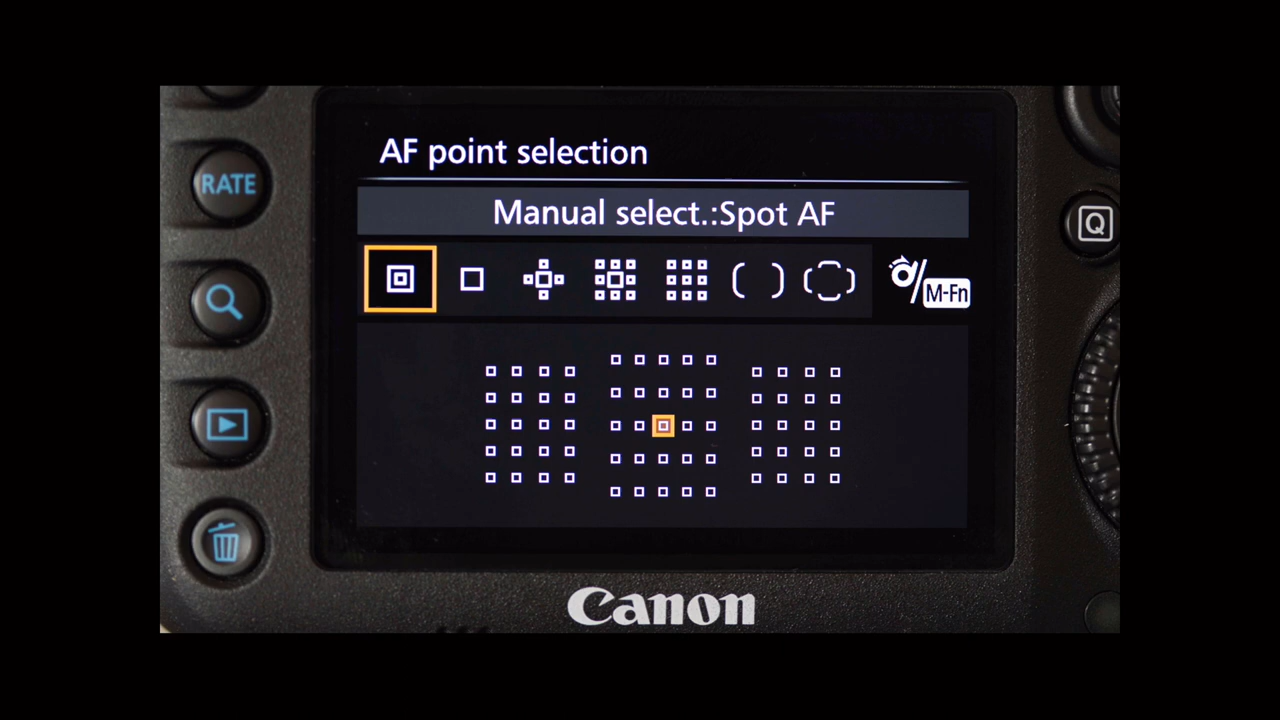 AF point selection
Manual select.:Spot AF
M-Fn
RATE
Q
Canon